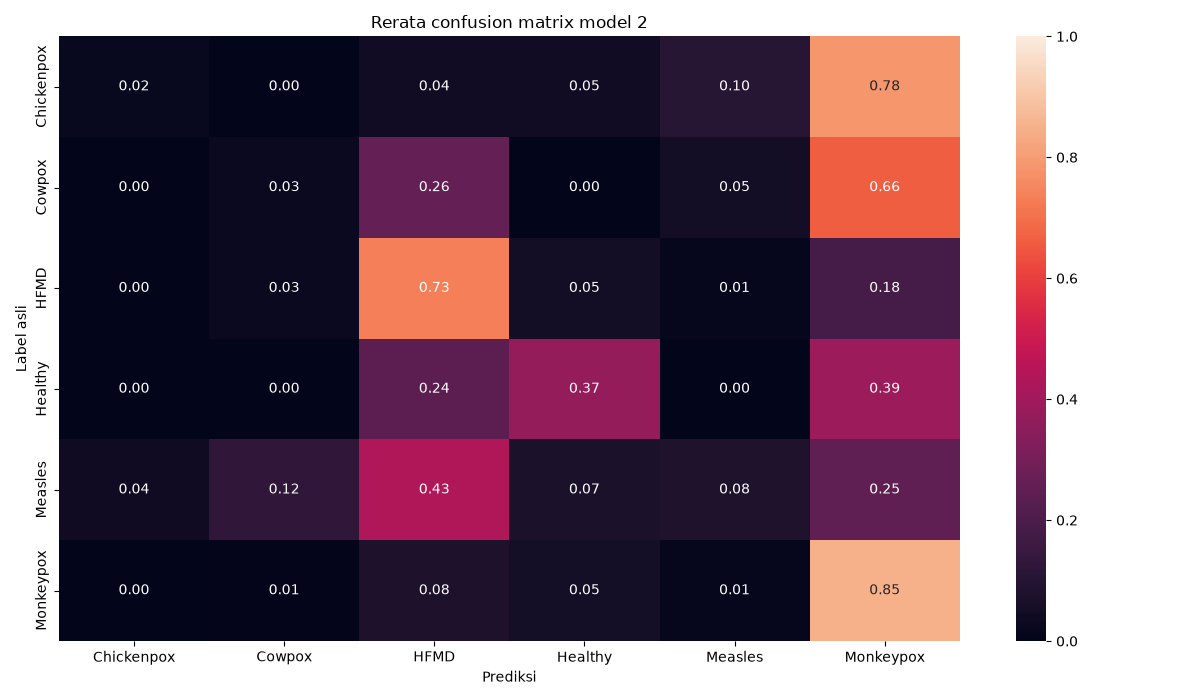 Rerata confusion matrix model 2
Label asli
Chickenpox 0.02 0.00 0.04 0.05 0.10 0.78
Cowpox 0.00 0.03 0.26 0.00 0.05 0.66
HFMD 0.00 0.03 0.73 0.05 0.01 0.18
Healthy 0.00 0.00 0.24 0.37 0.00 0.39
Measles 0.04 0.12 0.43 0.07 0.08 0.25
Monkeypox 0.00 0.01 0.08 0.05 0.01 0.85
Chickenpox Cowpox HFMD Healthy Measles Monkeypox
Prediksi
1.0
0.8
0.6
0.4
0.2
0.0